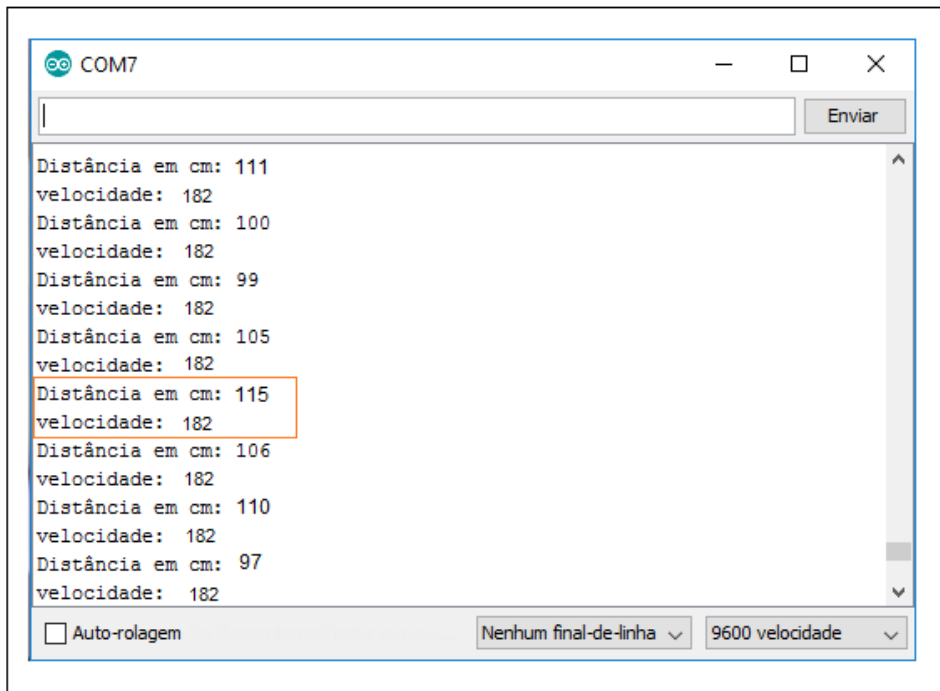 COM7
Enviar
Distância em cm: 111
velocidade: 182
Distância em cm: 100
velocidade: 182
Distância em cm: 99
velocidade: 182
Distância em cm: 105
velocidade: 182
Distância em cm: 115
velocidade: 182
Distância em cm: 106
velocidade: 182
Distância em cm: 110
velocidade: 182
Distância em cm: 97
velocidade: 182
Auto-rolagem Nenhum final-de-linha 9600 velocidade